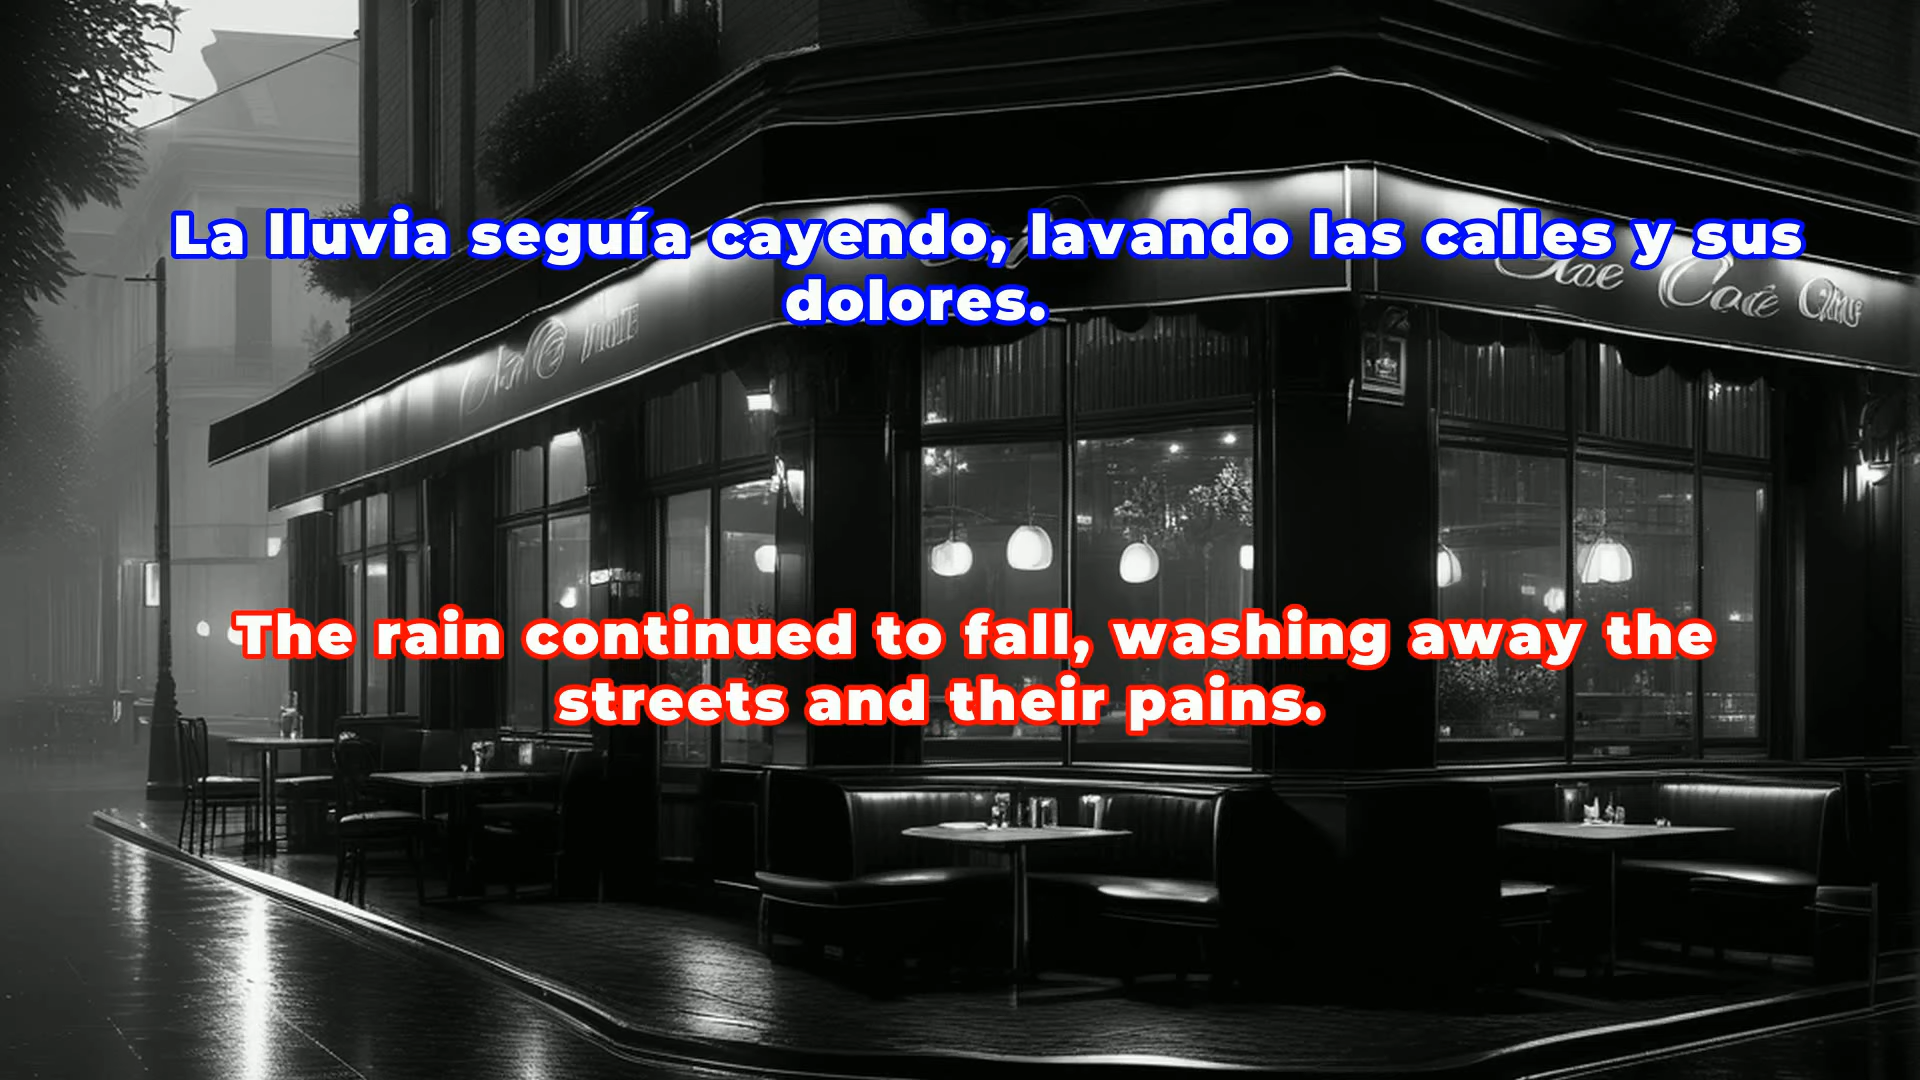 La lluvia seguía cayendo, lavando las calles y sus
dolores.
The rain continued to fall, washing away the
streets and their pains.